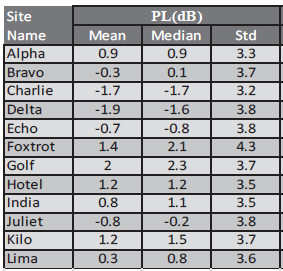 Site Name PL(dB)
Mean Median Std
Alpha 0.9 0.9 3.3
Bravo -0.3 0.1 3.7
Charlie -1.7 -1.7 3.2
Delta -1.9 -1.6 3.8
Echo -0.7 -0.8 3.8
Foxtrot 1.4 2.1 4.3
Golf 2 2.3 3.7
Hotel 1.2 1.2 3.5
India 0.8 1.1 3.5
Juliet -0.8 -0.2 3.8
Kilo 1.2 1.5 3.7
Lima 0.3 0.8 3.6